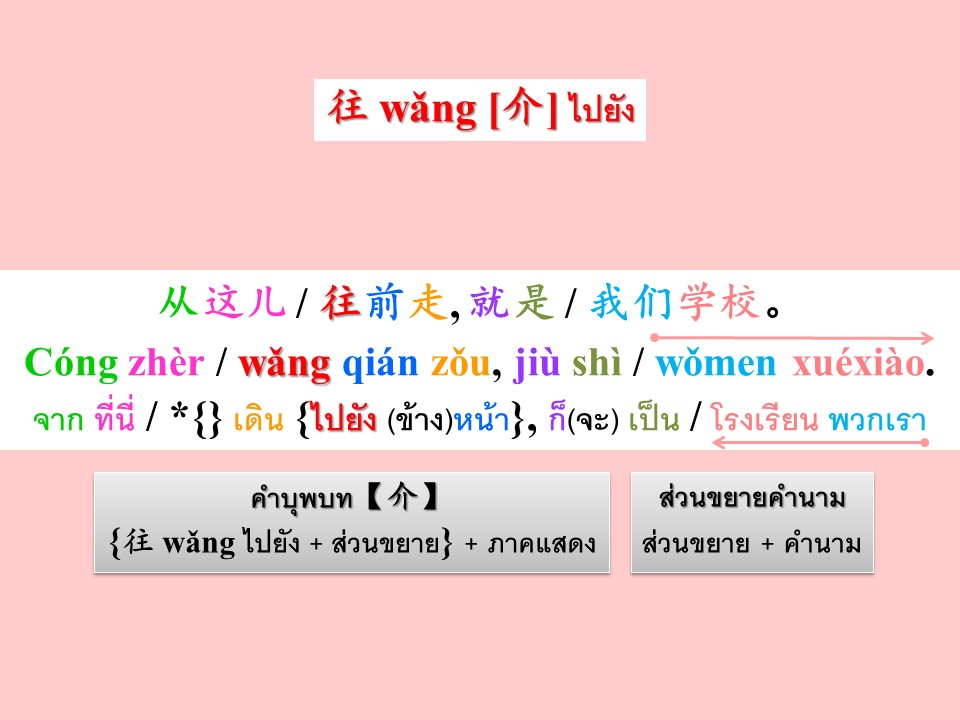 往 wǎng [介] ไปยัง
从这儿 / 往前走, 就是 / 我们学校。
Cóng zhèr / wǎng qián zǒu, jiù shì / wǒmen xuéxiào.
จาก ที่นี่ / *{} เดิน {ไปยัง (ข้าง)หน้า}, ก็(จะ) เป็น / โรงเรียน พวกเรา
คำบุพบท【介】
{往 wǎng ไปยัง + ส่วนขยาย} + ภาคแสดง
ส่วนขยายคำนาม
ส่วนขยาย + คำนาม